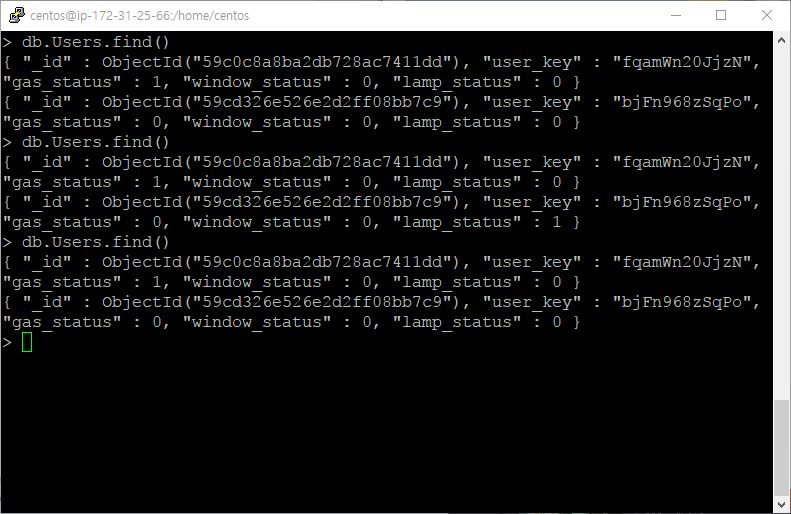 centos@ip-172-31-25-66:/home/centos
> db.Users.find()
{ "_id" : ObjectId("59c0c8a8ba2db728ac7411dd"), "user_key" : "fqamWn20JjzN",
"gas_status" : 1, "window_status" : 0, "lamp_status" : 0 }
{ "_id" : ObjectId("59cd326e526e2d2ff08bb7c9"), "user_key" : "bjFn968zSqPo",
"gas_status" : 0, "window_status" : 0, "lamp_status" : 0 }
> db.Users.find()
{ "_id" : ObjectId("59c0c8a8ba2db728ac7411dd"), "user_key" : "fqamWn20JjzN",
"gas_status" : 1, "window_status" : 0, "lamp_status" : 0 }
{ "_id" : ObjectId("59cd326e526e2d2ff08bb7c9"), "user_key" : "bjFn968zSqPo",
"gas_status" : 0, "window_status" : 0, "lamp_status" : 1 }
> db.Users.find()
{ "_id" : ObjectId("59c0c8a8ba2db728ac7411dd"), "user_key" : "fqamWn20JjzN",
"gas_status" : 1, "window_status" : 0, "lamp_status" : 0 }
{ "_id" : ObjectId("59cd326e526e2d2ff08bb7c9"), "user_key" : "bjFn968zSqPo",
"gas_status" : 0, "window_status" : 0, "lamp_status" : 0 }
>